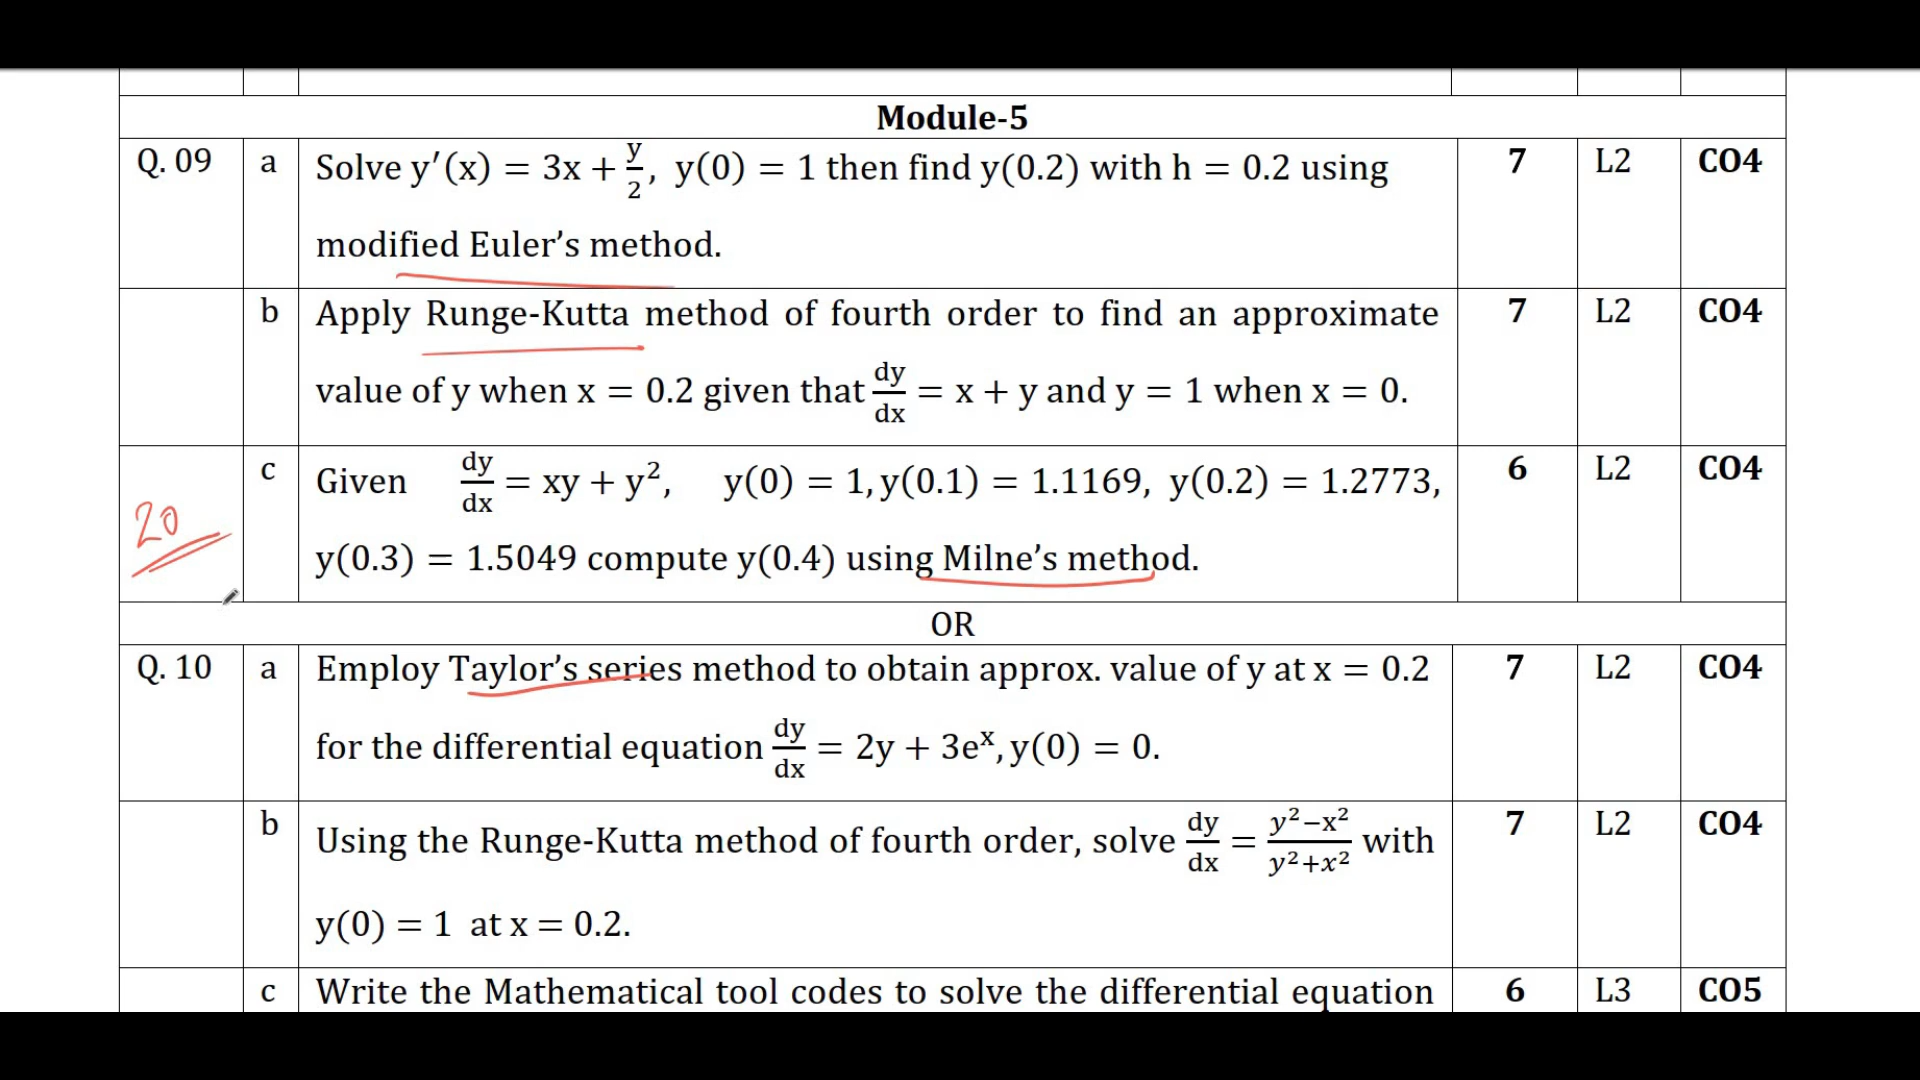 Module-5
Q. 09 a Solve y′(x) = 3x + y/2, y(0) = 1 then find y(0.2) with h = 0.2 using 7 L2 CO4
modified Euler’s method.
b Apply Runge-Kutta method of fourth order to find an approximate 7 L2 CO4
value of y when x = 0.2 given that dy/dx = x + y and y = 1 when x = 0.
c Given dy/dx = xy + y², y(0) = 1, y(0.1) = 1.1169, y(0.2) = 1.2773, 6 L2 CO4
20
y(0.3) = 1.5049 compute y(0.4) using Milne’s method.
OR
Q. 10 a Employ Taylor’s series method to obtain approx. value of y at x = 0.2 7 L2 CO4
for the differential equation dy/dx = 2y + 3eˣ, y(0) = 0.
b Using the Runge-Kutta method of fourth order, solve dy/dx = y²−x²/y²+x² with 7 L2 CO4
y(0) = 1 at x = 0.2.
c Write the Mathematical tool codes to solve the differential equation 6 L3 CO5